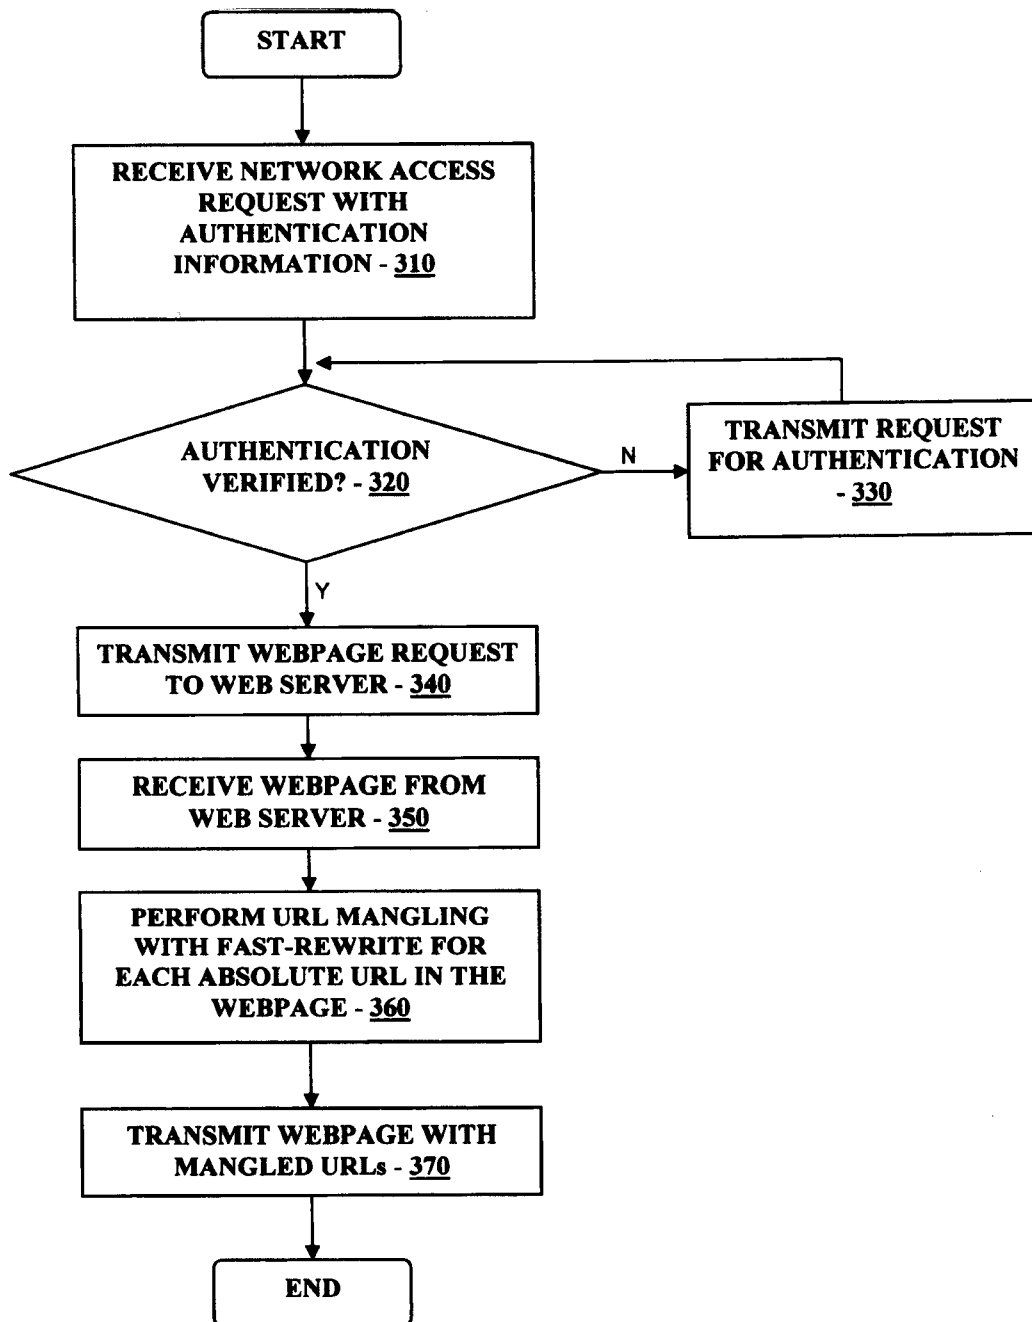 START
RECEIVE NETWORK ACCESS
REQUEST WITH
AUTHENTICATION
INFORMATION - 310
AUTHENTICATION
VERIFIED? - 320
N
TRANSMIT REQUEST
FOR AUTHENTICATION
- 330
Y
TRANSMIT WEBPAGE REQUEST
TO WEB SERVER - 340
RECEIVE WEBPAGE FROM
WEB SERVER - 350
PERFORM URL MANGLING
WITH FAST-REWRITE FOR
EACH ABSOLUTE URL IN THE
WEBPAGE - 360
TRANSMIT WEBPAGE WITH
MANGLED URLs - 370
END